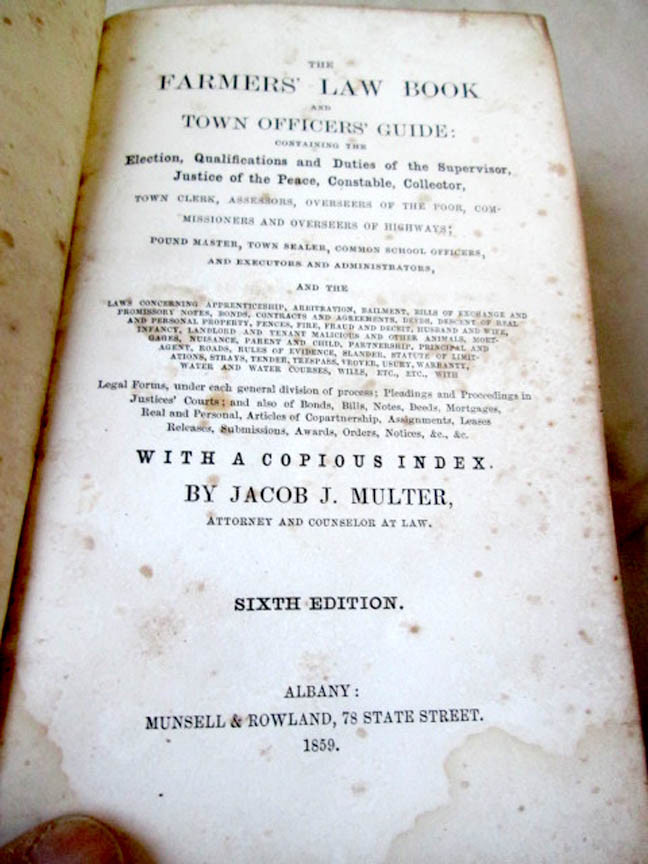 THE
FARMERS' LAW BOOK
AND
TOWN OFFICERS' GUIDE:
CONTAINING THE
Election, Qualifications and Duties of the Supervisor,
Justice of the Peace, Constable, Collector,
TOWN CLERK, ASSESSORS, OVERSEERS OF THE POOR, COM-
MISSIONERS AND OVERSEERS OF HIGHWAYS;
POUND MASTER, TOWN SEALER, COMMON SCHOOL OFFICERS,
AND EXECUTORS AND ADMINISTRATORS,
AND THE
LAWS CONCERNING APPRENTICESHIP, ARBITRATION, BAILMENT, BILLS OF EXCHANGE AND
PROMISSORY NOTES, BONDS, CONTRACTS AND AGREEMENTS, DEEDS, DESCENT OF REAL
AND PERSONAL PROPERTY, FENCES, FIRE, FRAUD AND DECEIT, HUSBAND AND WIFE,
INFANCY, LANDLORD AND TENANT MALICIOUS AND OTHER ANIMALS, MORT-
GAGES, NUISANCE, PARENT AND CHILD, PARTNERSHIP, PRINCIPAL AND
AGENT, ROADS, RULES OF EVIDENCE, SLANDER, STATUTE OF LIMIT-
ATIONS, STRAYS, TENDER, TRESPASS, TROVER, USURY, WARRANTY,
WATER AND WATER COURSES, WILLS, ETC., ETC., WITH
Legal Forms, under each general division of process; Pleadings and Proceedings in
Justices' Courts; and also of Bonds, Bills, Notes, Deeds, Mortgages,
Real and Personal, Articles of Copartnership, Assignments, Leases
Releases, Submissions, Awards, Orders, Notices, &c., &c.
WITH A COPIOUS INDEX.
BY JACOB J. MULTER,
ATTORNEY AND COUNSELOR AT LAW.
SIXTH EDITION.
ALBANY:
MUNSELL & ROWLAND, 78 STATE STREET.
1859.